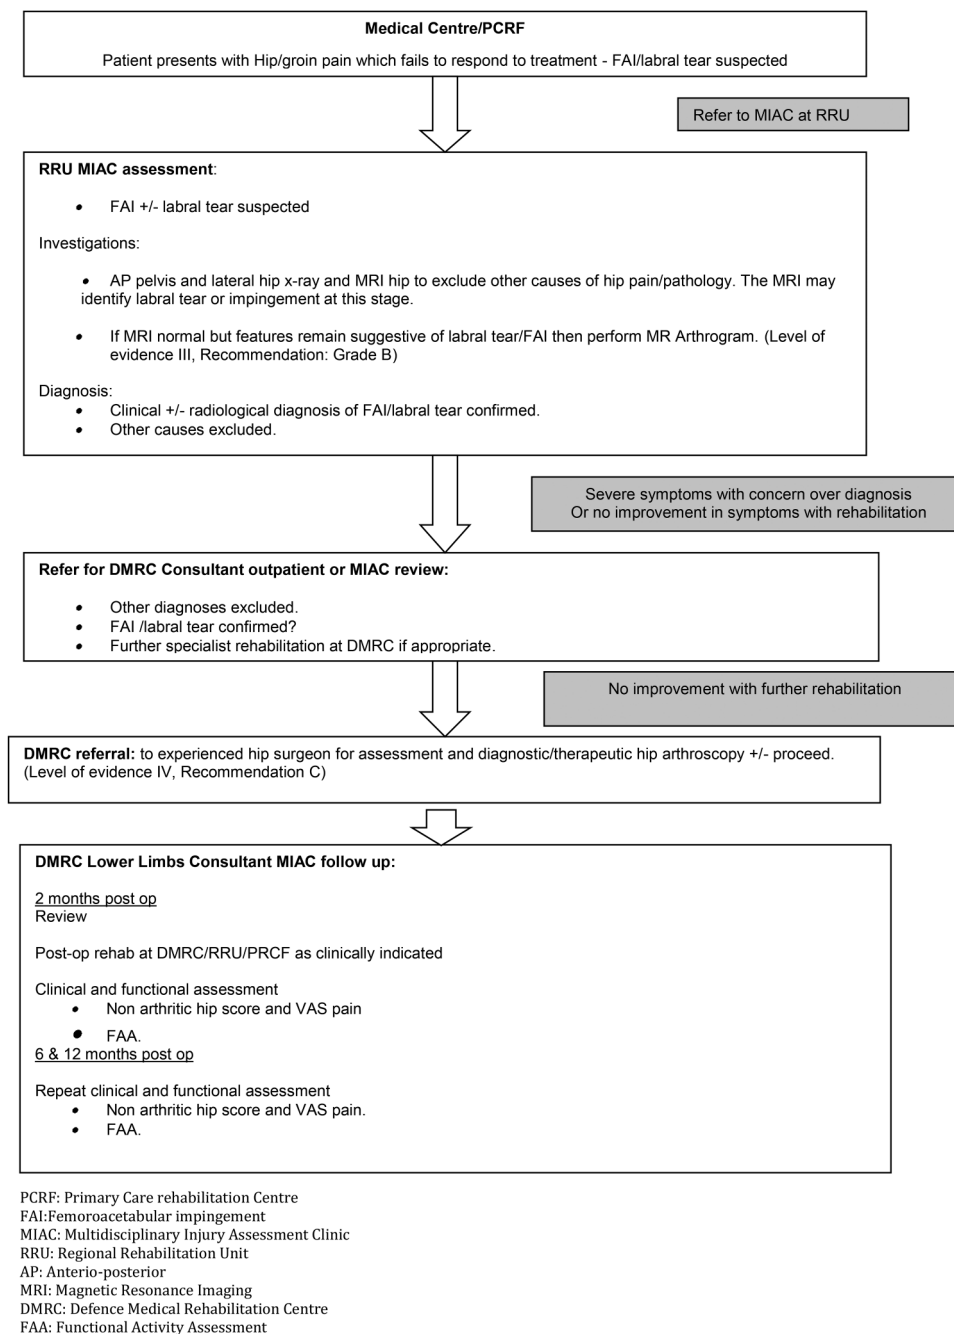 Medical Centre/PCRF
Patient presents with Hip/groin pain which fails to respond to treatment - FAI/labral tear suspected
Refer to MIAC at RRU
RRU MIAC assessment:
• FAI +/- labral tear suspected
Investigations:
• AP pelvis and lateral hip x-ray and MRI hip to exclude other causes of hip pain/pathology. The MRI may
identify labral tear or impingement at this stage.
• If MRI normal but features remain suggestive of labral tear/FAI then perform MR Arthrogram. (Level of
evidence III, Recommendation: Grade B)
Diagnosis:
• Clinical +/- radiological diagnosis of FAI/labral tear confirmed.
• Other causes excluded.
Severe symptoms with concern over diagnosis
Or no improvement in symptoms with rehabilitation
Refer for DMRC Consultant outpatient or MIAC review:
• Other diagnoses excluded.
• FAI /labral tear confirmed?
• Further specialist rehabilitation at DMRC if appropriate.
No improvement with further rehabilitation
DMRC referral: to experienced hip surgeon for assessment and diagnostic/therapeutic hip arthroscopy +/- proceed.
(Level of evidence IV, Recommendation C)
DMRC Lower Limbs Consultant MIAC follow up:
2 months post op
Review
Post-op rehab at DMRC/RRU/PRCF as clinically indicated
Clinical and functional assessment
• Non arthritic hip score and VAS pain
• FAA.
6 & 12 months post op
Repeat clinical and functional assessment
• Non arthritic hip score and VAS pain.
• FAA.
PCRF: Primary Care rehabilitation Centre
FAI:Femoroacetabular impingement
MIAC: Multidisciplinary Injury Assessment Clinic
RRU: Regional Rehabilitation Unit
AP: Anterio-posterior
MRI: Magnetic Resonance Imaging
DMRC: Defence Medical Rehabilitation Centre
FAA: Functional Activity Assessment